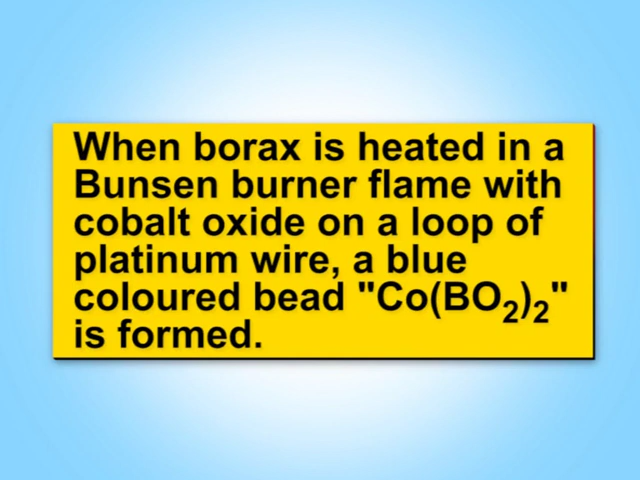 When borax is heated in a
Bunsen burner flame with
cobalt oxide on a loop of
platinum wire, a blue
coloured bead "Co(BO₂)₂"
is formed.